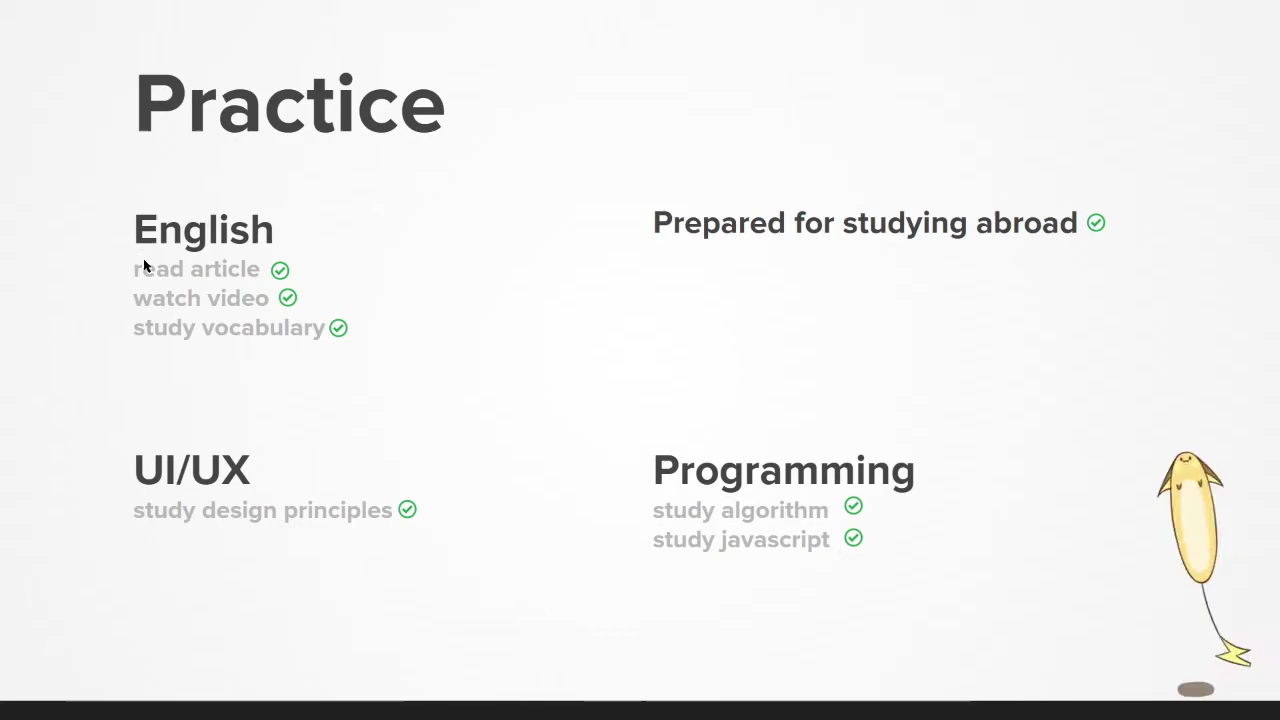 Practice
English
read article
watch video
study vocabulary
Prepared for studying abroad
UI/UX
study design principles
Programming
study algorithm
study javascript